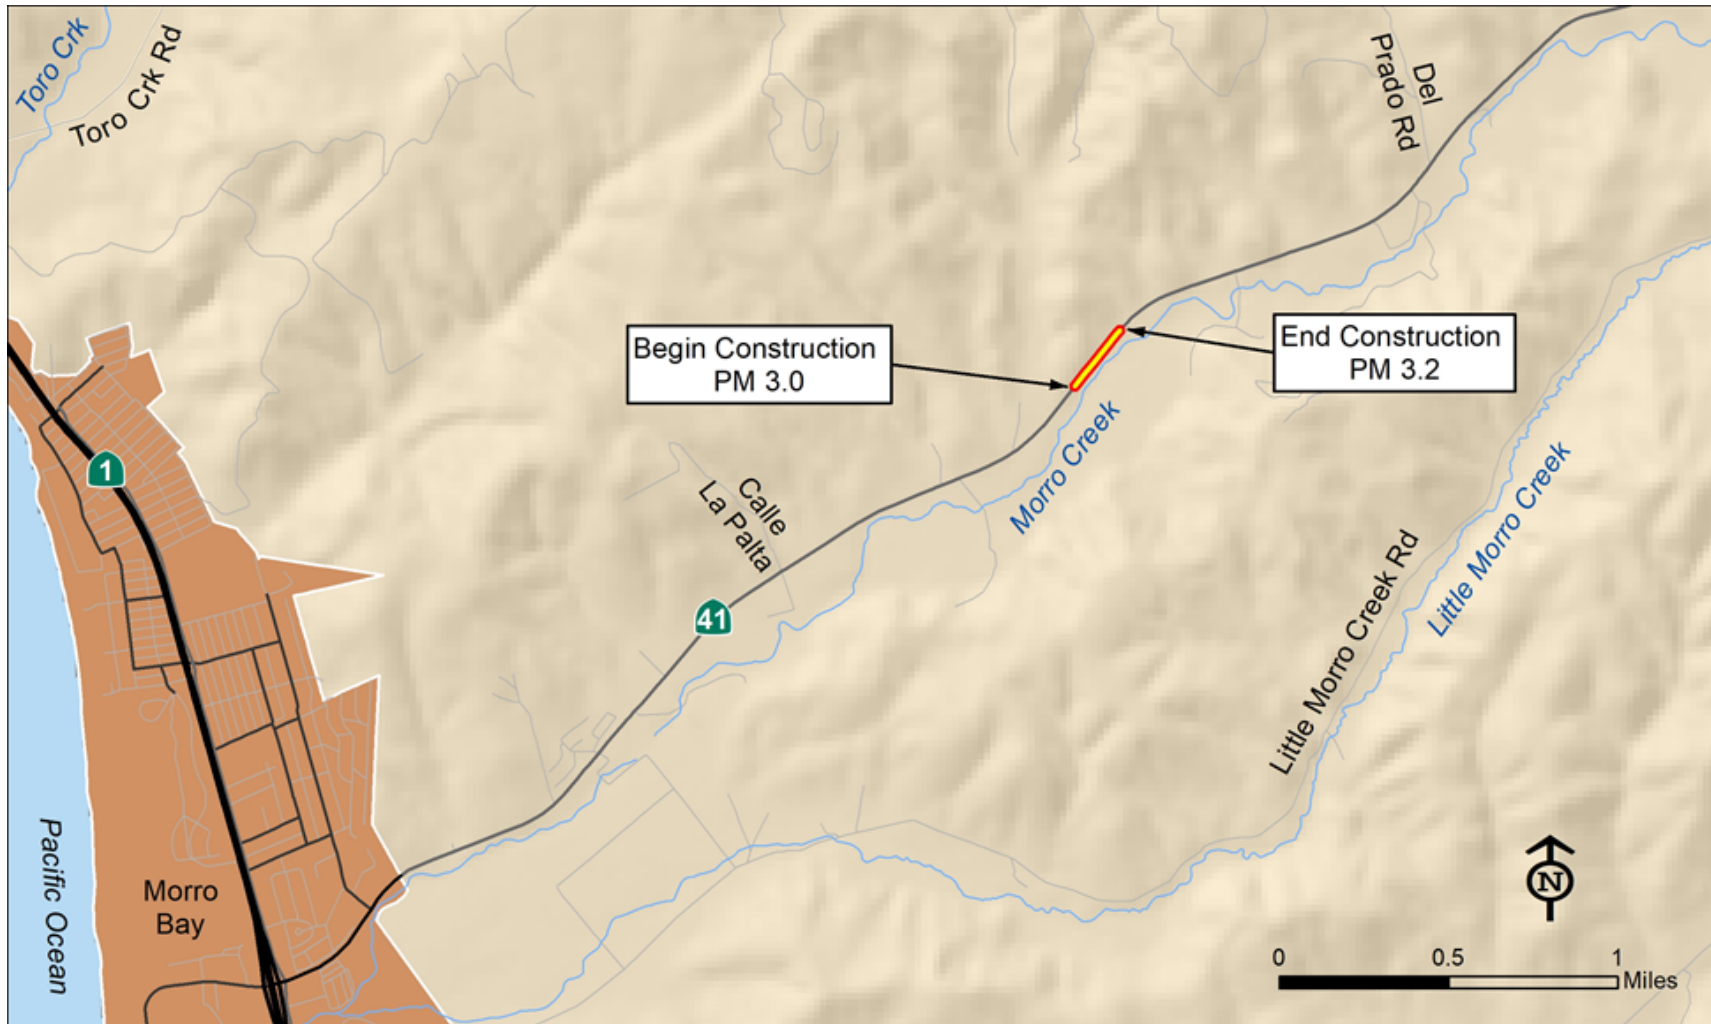 Toro Crk
Toro Crk Rd
Del
Prado Rd
Begin Construction
PM 3.0
End Construction
PM 3.2
1
Morro Creek
Calle
La Palta
41
Little Morro Creek Rd
Little Morro Creek
Pacific Ocean
Morro
Bay
N
0 0.5 1
Miles